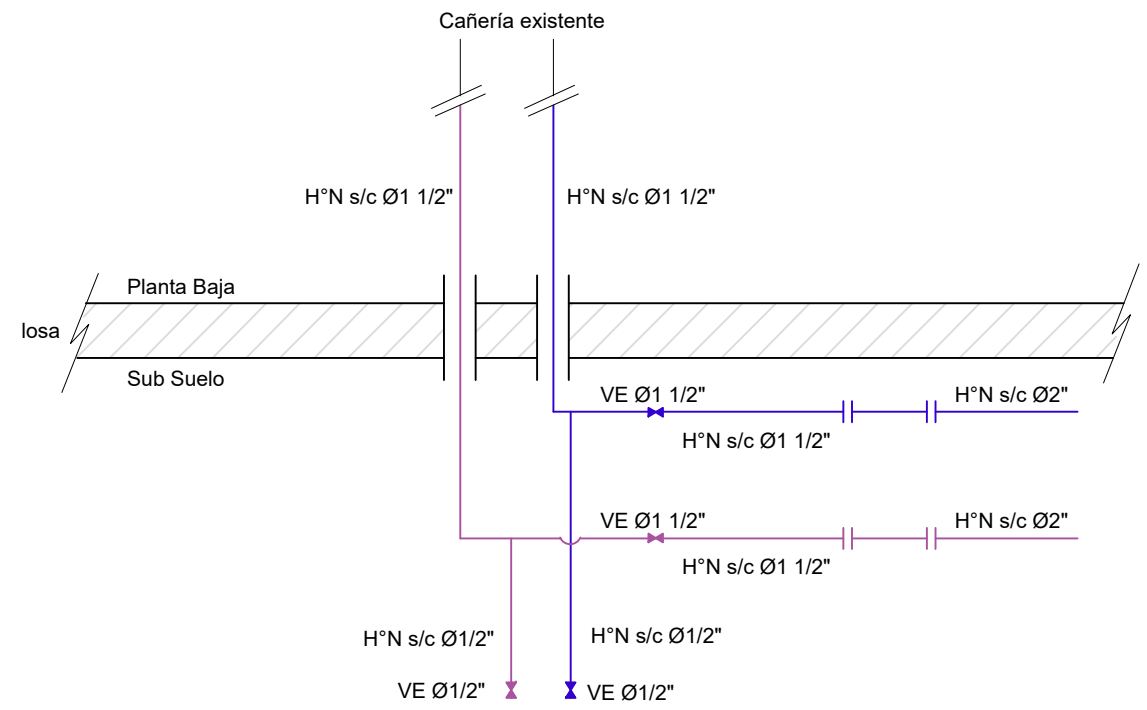 Cañería existente
H°N s/c Ø1 1/2"
H°N s/c Ø1 1/2"
Planta Baja
losa
Sub Suelo
VE Ø1 1/2"
H°N s/c Ø2"
H°N s/c Ø1 1/2"
VE Ø1 1/2"
H°N s/c Ø2"
H°N s/c Ø1 1/2"
H°N s/c Ø1/2"
H°N s/c Ø1/2"
VE Ø1/2"
VE Ø1/2"